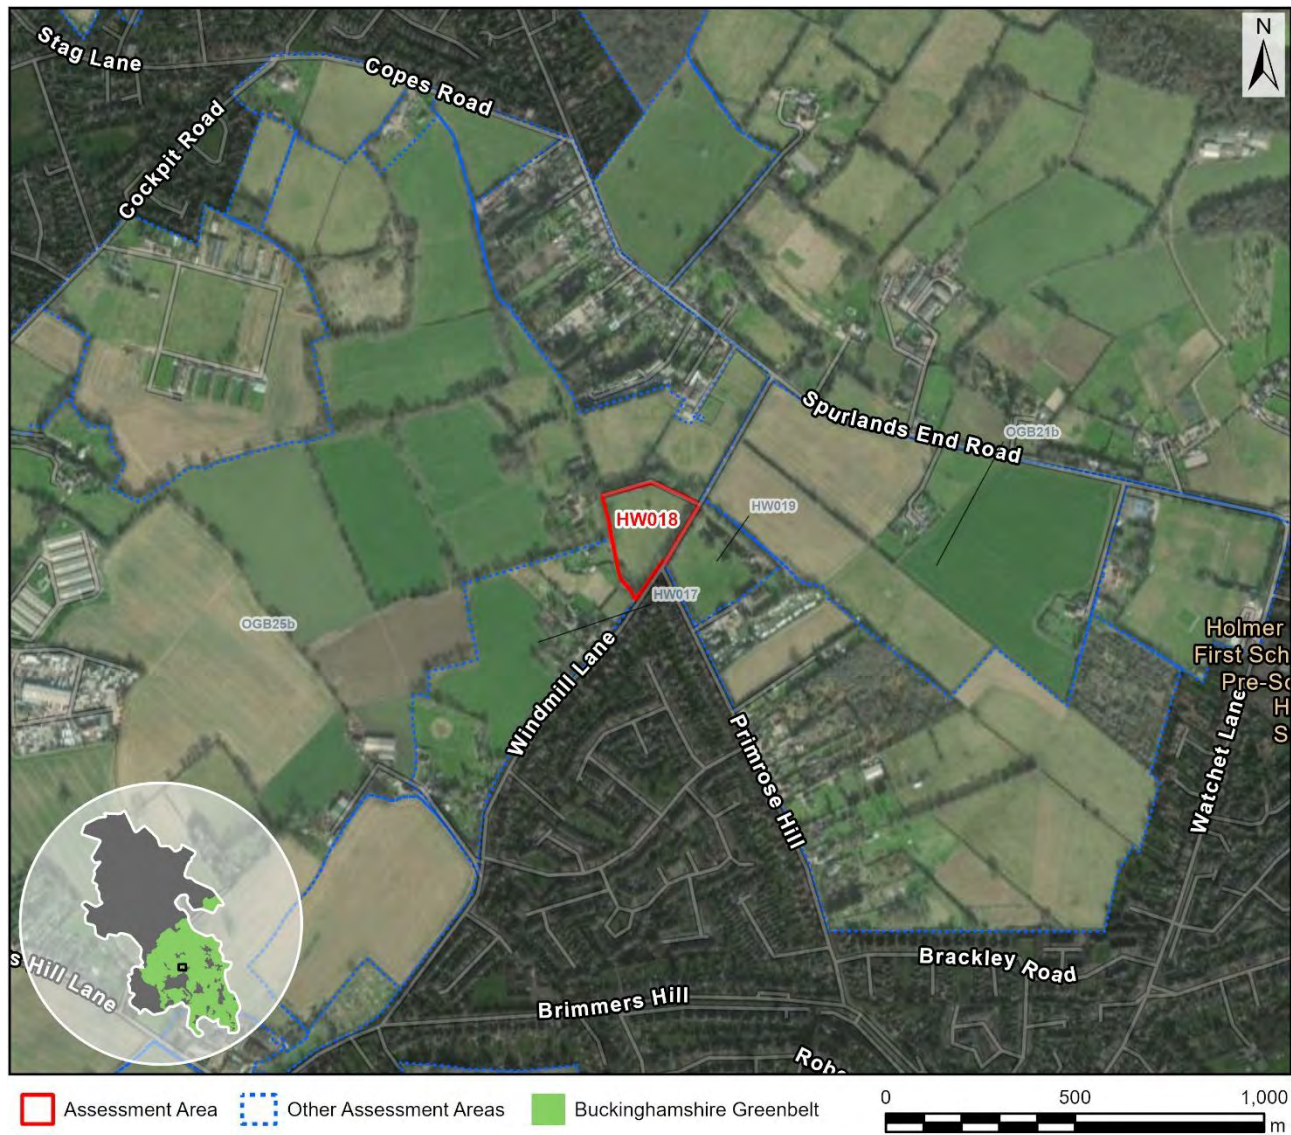 N
Stag Lane
Copes Road
Cockpit Road
Spurlands End Road
OGB21b
HW018
HW019
HW017
OGB25b
Holmer
First Sch
Pre-Sc
H
S
Windmill Lane
Primrose Hill
Watchet Lane
s Hill Lane
Brackley Road
Brimmers Hill
Robe
Assessment Area
Other Assessment Areas
Buckinghamshire Greenbelt
0 500 1,000
m